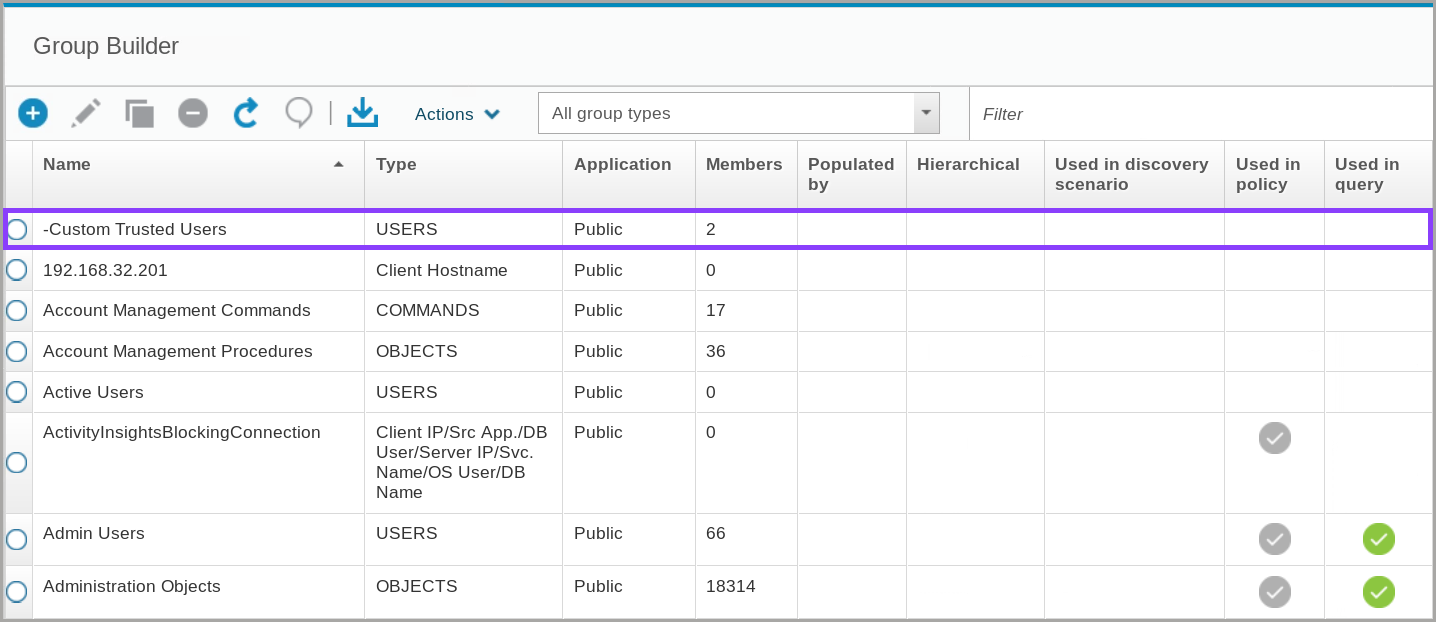 Group Builder
Actions All group types Filter
Name Type Application Members Populated by Hierarchical Used in discovery scenario Used in policy Used in query
-Custom Trusted Users USERS Public 2
192.168.32.201 Client Hostname Public 0
Account Management Commands COMMANDS Public 17
Account Management Procedures OBJECTS Public 36
Active Users USERS Public 0
ActivityInsightsBlockingConnection Client IP/Src App./DB Public 0
User/Server IP/Svc.
Name/OS User/DB
Name
Admin Users USERS Public 66
Administration Objects OBJECTS Public 18314